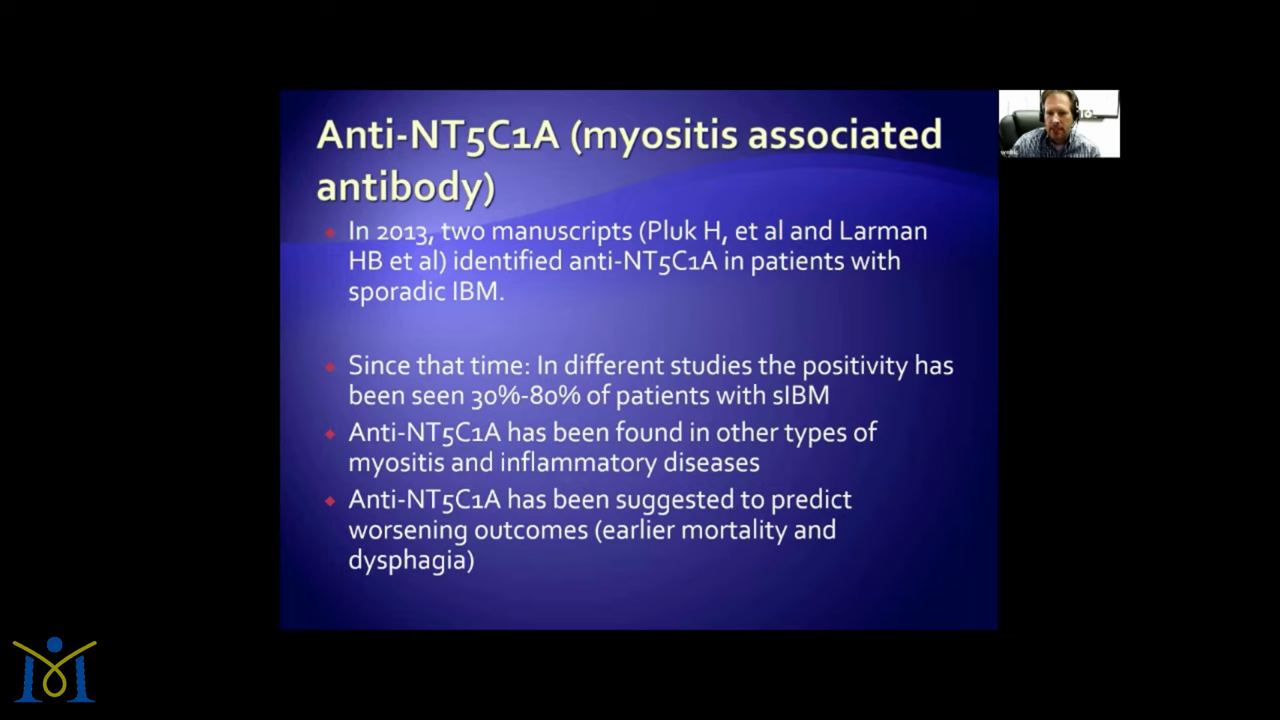 Anti-NT5C1A (myositis associated
antibody)
In 2013, two manuscripts (Pluk H, et al and Larman
HB et al) identified anti-NT5C1A in patients with
sporadic IBM.
Since that time: In different studies the positivity has
been seen 30%-80% of patients with sIBM
Anti-NT5C1A has been found in other types of
myositis and inflammatory diseases
Anti-NT5C1A has been suggested to predict
worsening outcomes (earlier mortality and
dysphagia)